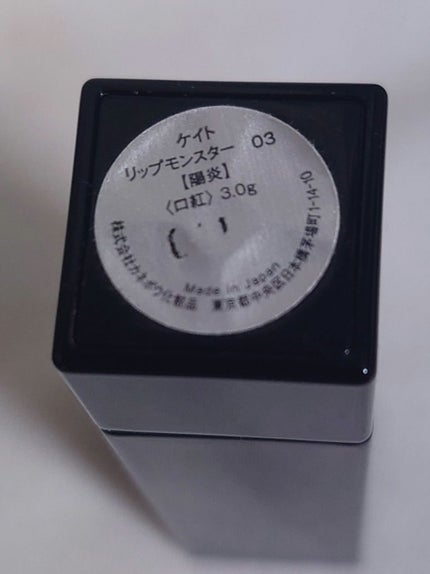 ケイト
リップモンスター 03
【陽炎】
〈口紅〉3.0g
Made in Japan
株式会社カネボウ化粧品 東京都中央区日本橋茅場町1-14-10